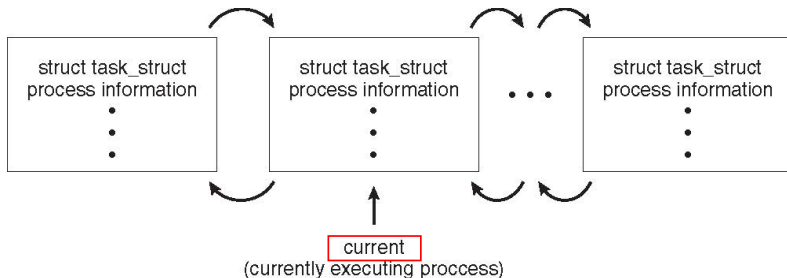 struct task_struct
process information
struct task_struct
process information
struct task_struct
process information
current
(currently executing proccess)